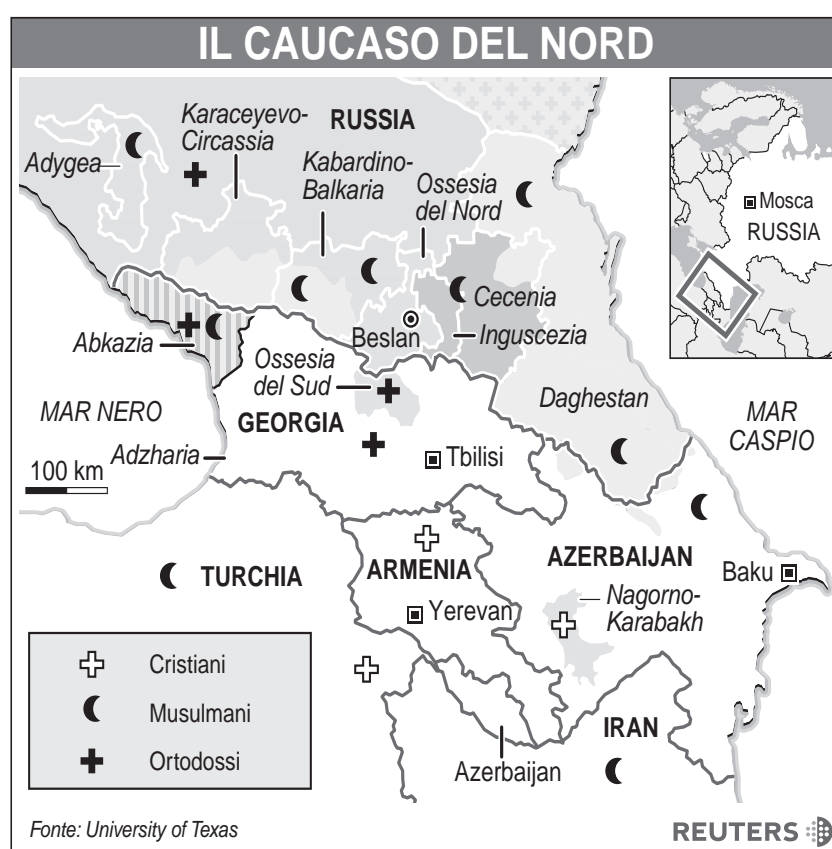 IL CAUCASO DEL NORD
Karaceyevo-
Circassia
RUSSIA
Adygea
Kabardino-
Balkaria
Ossesia
del Nord
Mosca
RUSSIA
Cecenia
Beslan
Inguscezia
Abkazia
Ossesia
del Sud
Daghestan
MAR NERO
GEORGIA
MAR
CASPIO
Adzharia
Tbilisi
100 km
TURCHIA
ARMENIA
AZERBAIJAN
Baku
Nagorno-
Karabakh
Yerevan
Cristiani
Musulmani
Ortodossi
IRAN
Azerbaijan
Fonte: University of Texas
REUTERS